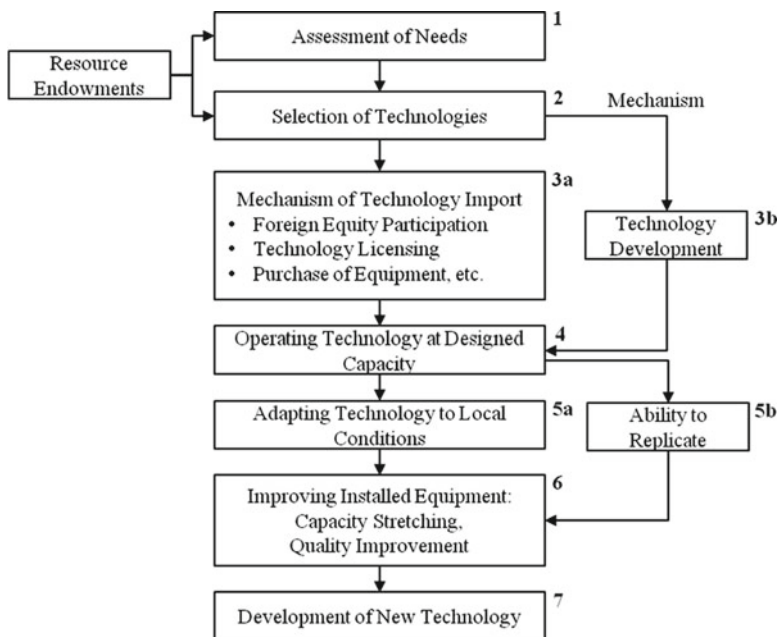 1
Assessment of Needs
Resource
Endowments
2
Selection of Technologies
Mechanism
3a
Mechanism of Technology Import
• Foreign Equity Participation
• Technology Licensing
• Purchase of Equipment, etc.
3b
Technology
Development
4
Operating Technology at Designed
Capacity
5a
Adapting Technology to Local
Conditions
5b
Ability to
Replicate
6
Improving Installed Equipment:
Capacity Stretching,
Quality Improvement
7
Development of New Technology